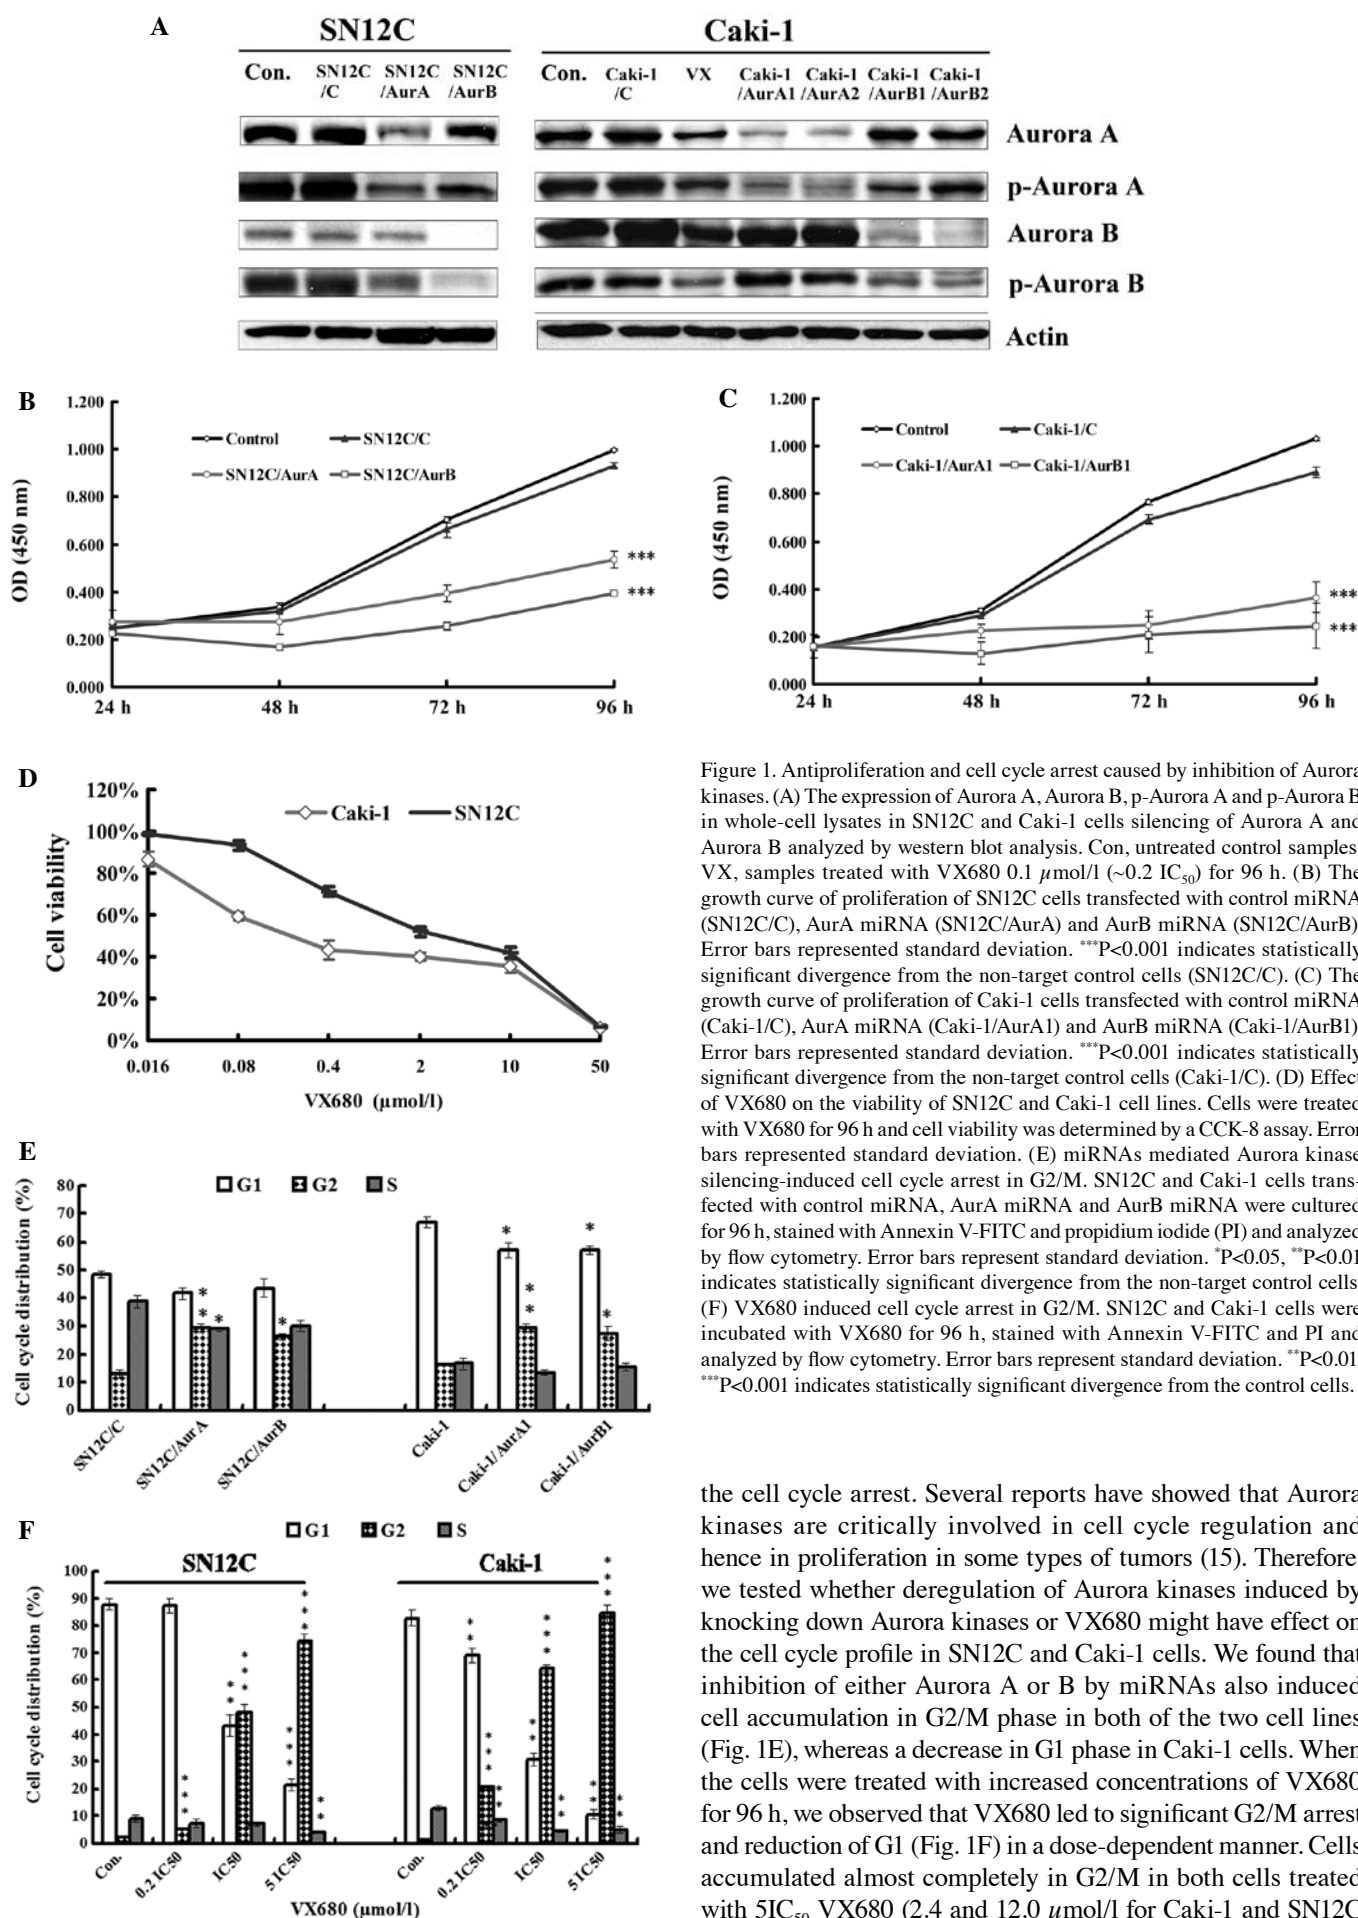 A
SN12C
Caki-1
Con.
SN12C
/C
SN12C
/AurA
SN12C
/AurB
Con.
Caki-1
/C
VX
Caki-1
/AurA1
Caki-1
/AurA2
Caki-1
/AurB1
Caki-1
/AurB2
Aurora A
p-Aurora A
Aurora B
p-Aurora B
Actin
B
OD (450 nm)
1.200
1.000
0.800
0.600
0.400
0.200
0.000
Control
SN12C/C
SN12C/AurA
SN12C/AurB
***
***
24 h
48 h
72 h
96 h
C
OD (450 nm)
1.200
1.000
0.800
0.600
0.400
0.200
0.000
Control
Caki-1/C
Caki-1/AurA1
Caki-1/AurB1
***
***
24 h
48 h
72 h
96 h
D
Cell viability
120%
100%
80%
60%
40%
20%
0%
Caki-1
SN12C
0.016
0.08
0.4
2
10
50
VX680 (µmol/l)
E
Cell cycle distribution (%)
80
70
60
50
40
30
20
10
0
G1
G2
S
**
*
*
*
**
*
*
SN12C/C
SN12C/AurA
SN12C/AurB
Caki-1
Caki-1/AurA1
Caki-1/AurB1
F
Cell cycle distribution (%)
G1
G2
S
SN12C
Caki-1
100
90
80
70
60
50
40
30
20
10
0
***
**
***
***
***
**
**
***
**
**
***
**
**
***
**
Con.
0.2 IC50
IC50
5 IC50
Con.
0.2 IC50
IC50
5 IC50
VX680 (µmol/l)
Figure 1. Antiproliferation and cell cycle arrest caused by inhibition of Aurora
kinases. (A) The expression of Aurora A, Aurora B, p-Aurora A and p-Aurora B
in whole-cell lysates in SN12C and Caki-1 cells silencing of Aurora A and
Aurora B analyzed by western blot analysis. Con, untreated control samples
VX, samples treated with VX680 0.1 µmol/l (~0.2 IC50) for 96 h. (B) The
growth curve of proliferation of SN12C cells transfected with control miRNA
(SN12C/C), AurA miRNA (SN12C/AurA) and AurB miRNA (SN12C/AurB)
Error bars represented standard deviation. ***P<0.001 indicates statistically
significant divergence from the non-target control cells (SN12C/C). (C) The
growth curve of proliferation of Caki-1 cells transfected with control miRNA
(Caki-1/C), AurA miRNA (Caki-1/AurA1) and AurB miRNA (Caki-1/AurB1)
Error bars represented standard deviation. ***P<0.001 indicates statistically
significant divergence from the non-target control cells (Caki-1/C). (D) Effect
of VX680 on the viability of SN12C and Caki-1 cell lines. Cells were treated
with VX680 for 96 h and cell viability was determined by a CCK-8 assay. Error
bars represented standard deviation. (E) miRNAs mediated Aurora kinase
silencing-induced cell cycle arrest in G2/M. SN12C and Caki-1 cells trans-
fected with control miRNA, AurA miRNA and AurB miRNA were cultured
for 96 h, stained with Annexin V-FITC and propidium iodide (PI) and analyzed
by flow cytometry. Error bars represent standard deviation. *P<0.05, **P<0.01
indicates statistically significant divergence from the non-target control cells
(F) VX680 induced cell cycle arrest in G2/M. SN12C and Caki-1 cells were
incubated with VX680 for 96 h, stained with Annexin V-FITC and PI and
analyzed by flow cytometry. Error bars represent standard deviation. **P<0.01
***P<0.001 indicates statistically significant divergence from the control cells.
the cell cycle arrest. Several reports have showed that Aurora
kinases are critically involved in cell cycle regulation and
hence in proliferation in some types of tumors (15). Therefore
we tested whether deregulation of Aurora kinases induced by
knocking down Aurora kinases or VX680 might have effect on
the cell cycle profile in SN12C and Caki-1 cells. We found that
inhibition of either Aurora A or B by miRNAs also induced
cell accumulation in G2/M phase in both of the two cell lines
(Fig. 1E), whereas a decrease in G1 phase in Caki-1 cells. When
the cells were treated with increased concentrations of VX680
for 96 h, we observed that VX680 led to significant G2/M arrest
and reduction of G1 (Fig. 1F) in a dose-dependent manner. Cells
accumulated almost completely in G2/M in both cells treated
with 5IC50 VX680 (2.4 and 12.0 µmol/l for Caki-1 and SN12C